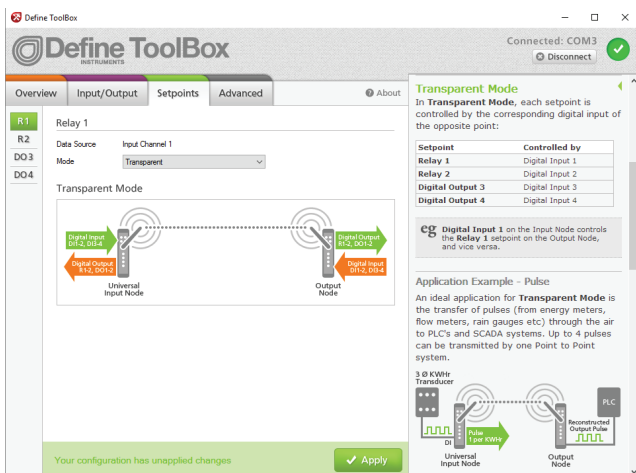 Define ToolBox
Define ToolBox
INSTRUMENTS
Connected: COM3
Disconnect
Overview
Input/Output
Setpoints
Advanced
About
R1
R2
DO3
DO4
Relay 1
Data Source
Input Channel 1
Mode
Transparent
Transparent Mode
Digital Input
DI1-2, DI3-4
Digital Output
R1-2, DO1-2
Digital Output
R1-2, DO1-2
Digital Input
DI1-2, DI3-4
Universal
Input Node
Output
Node
Your configuration has unapplied changes
Apply
Transparent Mode
In Transparent Mode, each setpoint is
controlled by the corresponding digital input of
the opposite point:
Setpoint Controlled by
Relay 1 Digital Input 1
Relay 2 Digital Input 2
Digital Output 3 Digital Input 3
Digital Output 4 Digital Input 4
eg Digital Input 1 on the Input Node controls
the Relay 1 setpoint on the Output Node,
and vice versa.
Application Example - Pulse
An ideal application for Transparent Mode is
the transfer of pulses (from energy meters,
flow meters, rain gauges etc) through the air
to PLC's and SCADA systems. Up to 4 pulses
can be transmitted by one Point to Point
system.
3 Ø KWHr
Transducer
PLC
Pulse
1 per KWHr
DI
Reconstructed
Output Pulse
Universal
Input Node
Output
Node